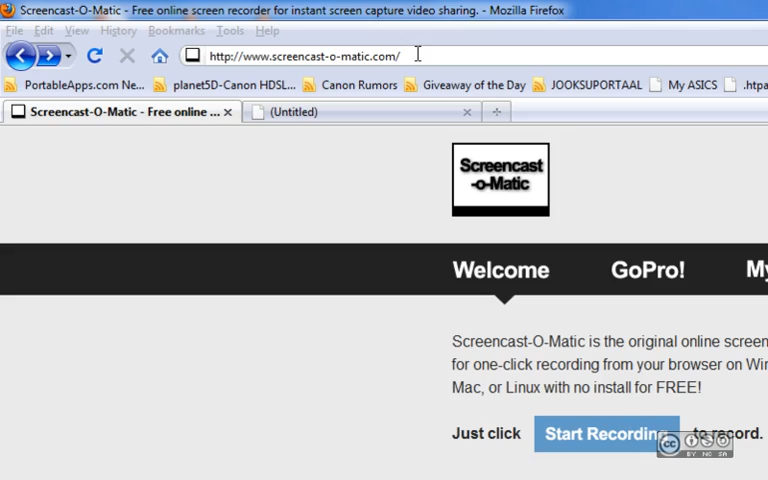 Screencast-O-Matic - Free online screen recorder for instant screen capture video sharing. - Mozilla Firefox
File Edit View History Bookmarks Tools Help
http://www.screencast-o-matic.com/
PortableApps.com Ne... planet5D-Canon HDSL... Canon Rumors Giveaway of the Day JOOKSUPORTAAL My ASICS .htpa
Screencast-O-Matic - Free online ... (Untitled)
Screencast
-o-Matic
Welcome GoPro! My
Screencast-O-Matic is the original online screen
for one-click recording from your browser on Win
Mac, or Linux with no install for FREE!
Just click Start Recording to record.
cc
BY NC SA